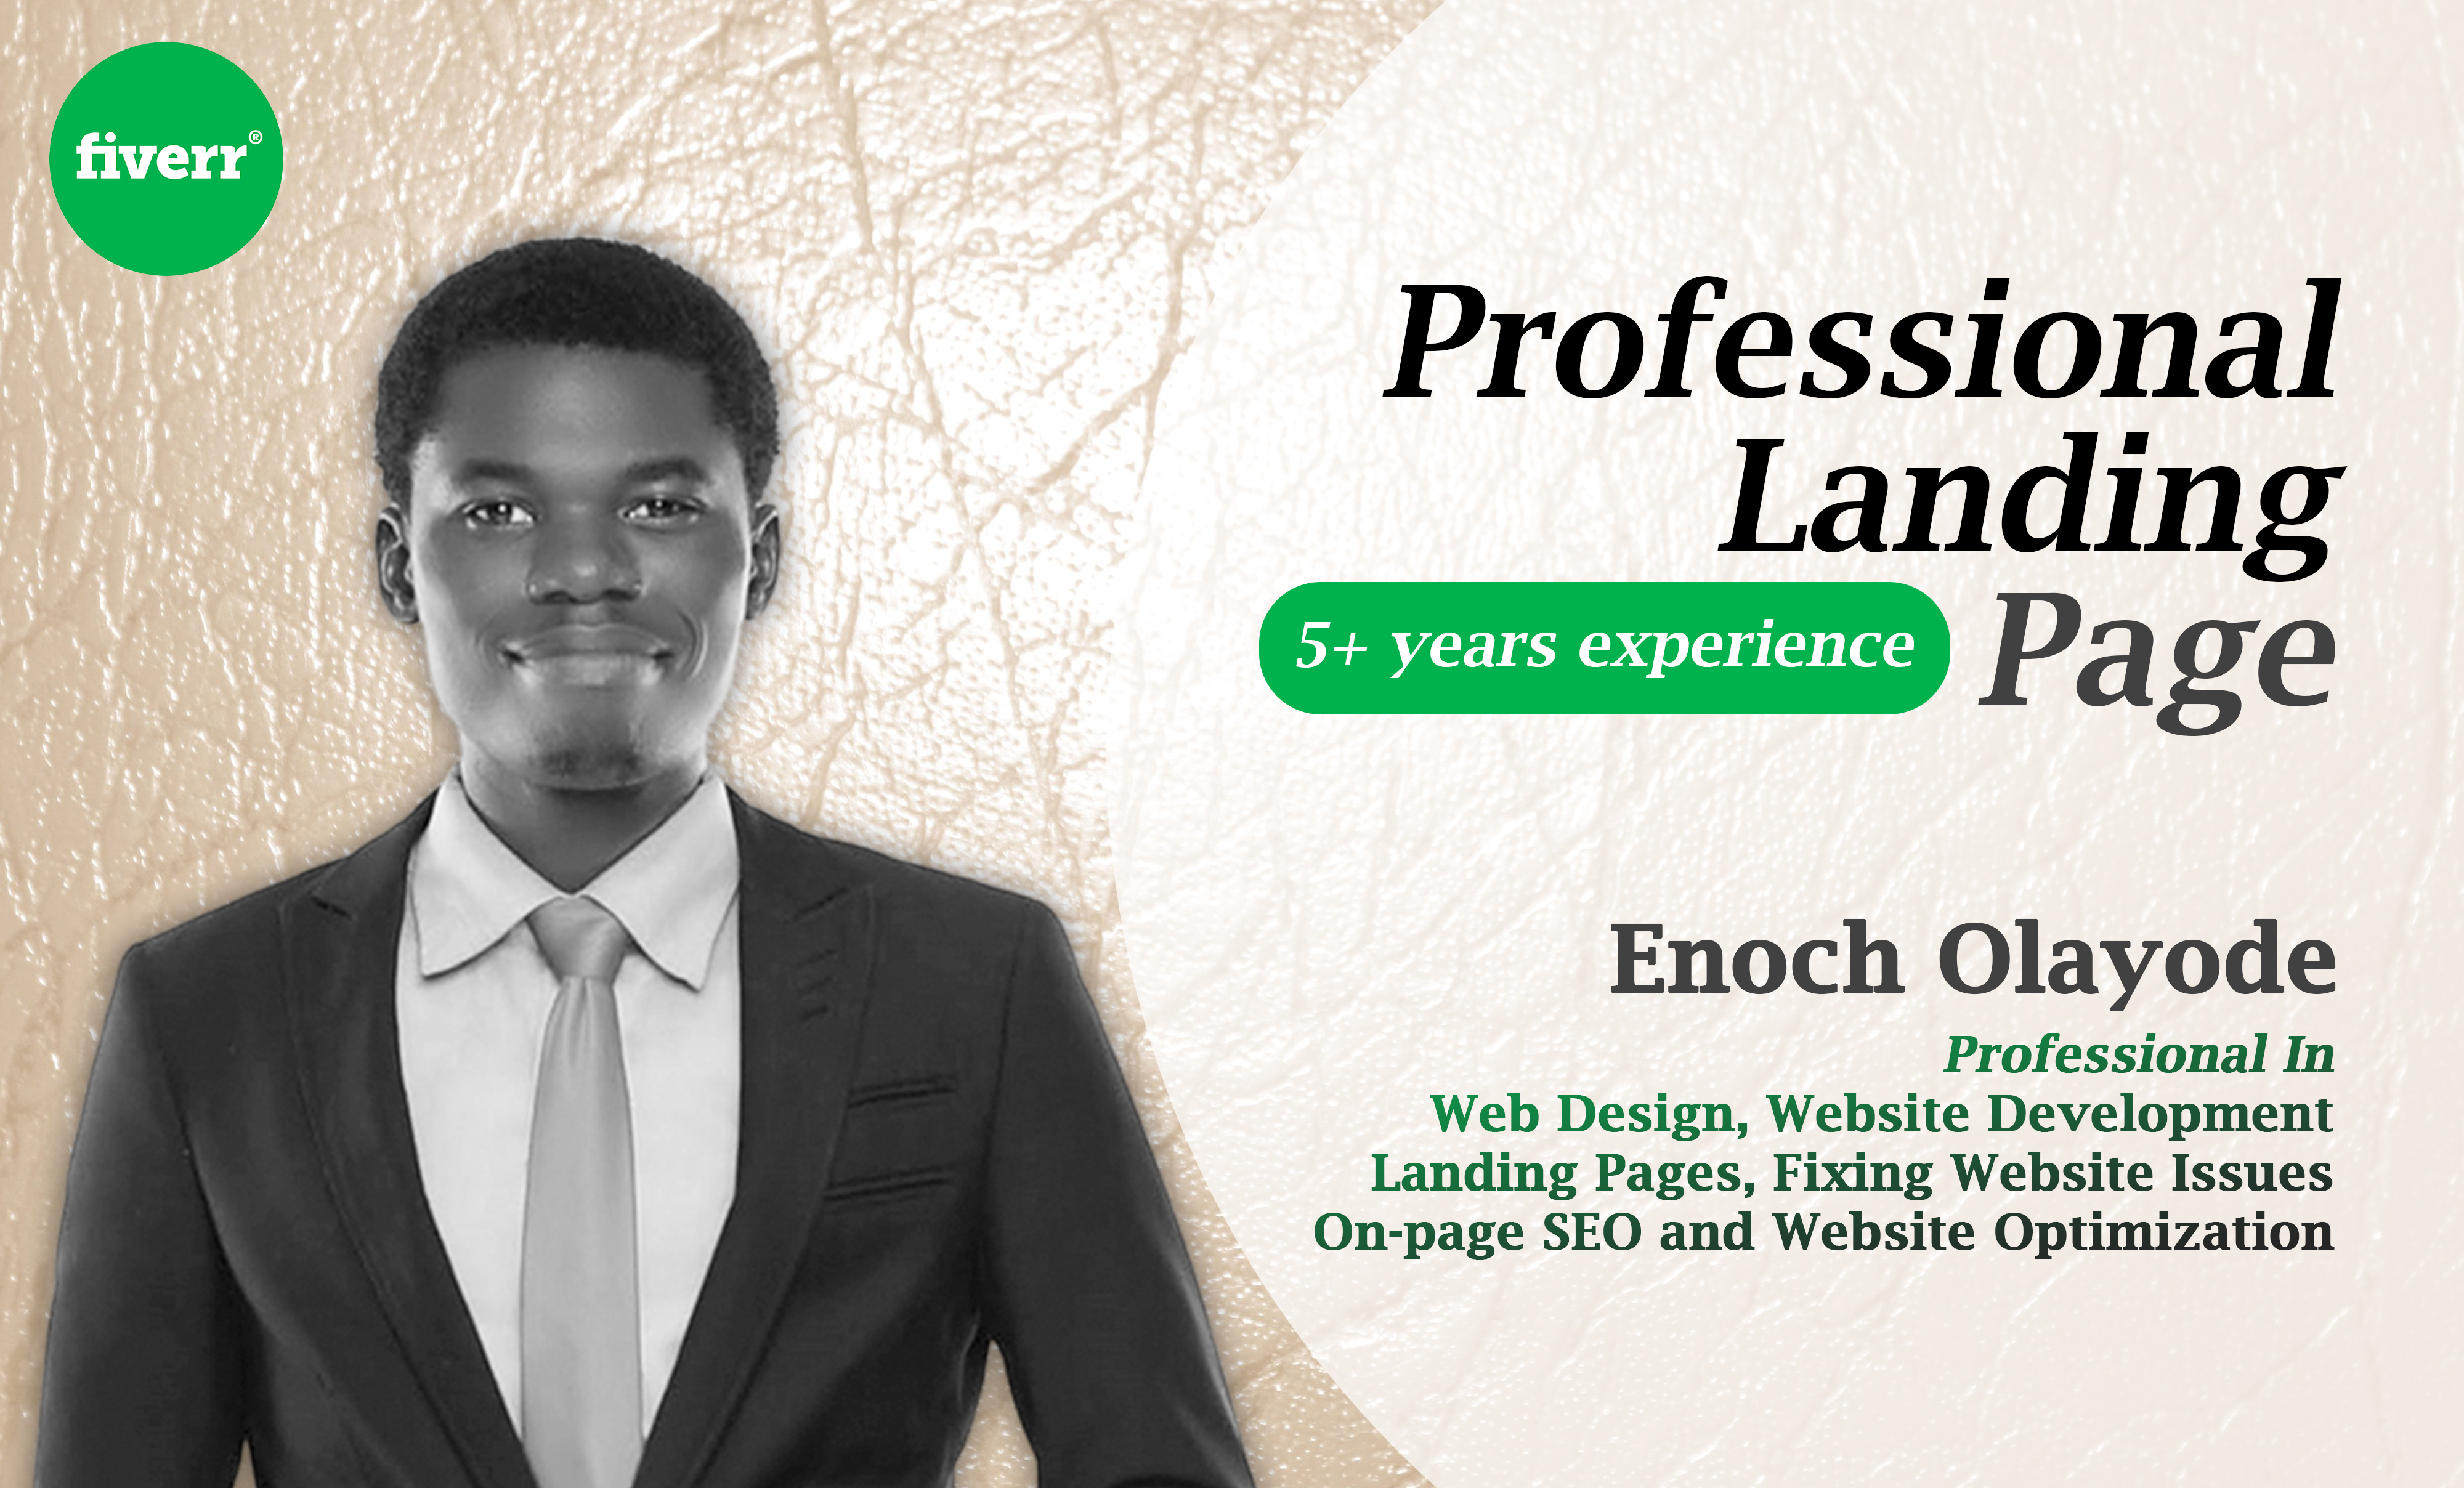 fiverr®
Professional
Landing
5+ years experience Page
Enoch Olayode
Professional In
Web Design, Website Development
Landing Pages, Fixing Website Issues
On-page SEO and Website Optimization